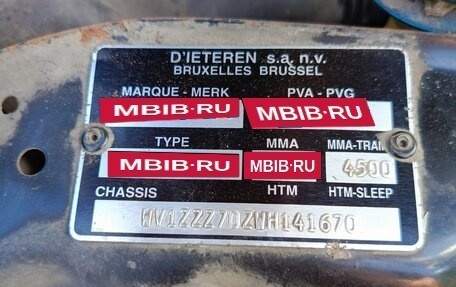 D'IETEREN s.a. n.v.
BRUXELLES BRUSSEL
MARQUE - MERK PVA - PVG
MBIB.RU MBIB.RU
TYPE MMA MMA-TRAIN
MBIB.RU MBIB.RU 4500
CHASSIS HTM HTM-SLEEP
WV1ZZZ70ZWH141670